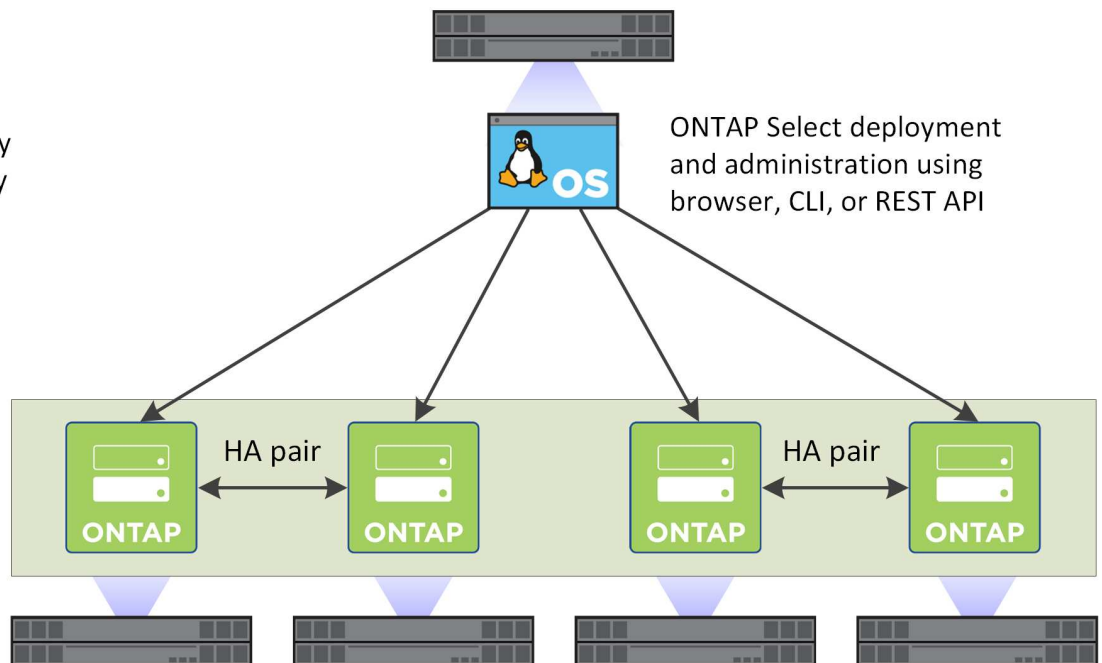 ONTAP Select deployment
and administration using
browser, CLI, or REST API
OS
HA pair
HA pair
ONTAP
ONTAP
ONTAP
ONTAP